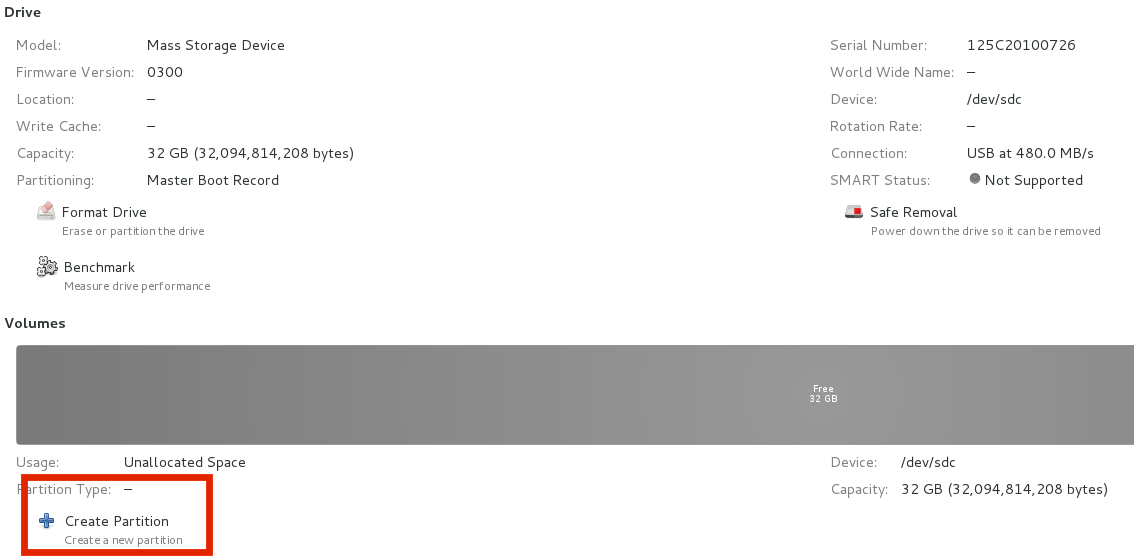 Drive
Model: Mass Storage Device
Serial Number: 125C20100726
Firmware Version: 0300
World Wide Name: –
Location: –
Device: /dev/sdc
Write Cache: –
Rotation Rate: –
Capacity: 32 GB (32,094,814,208 bytes)
Connection: USB at 480.0 MB/s
Partitioning: Master Boot Record
SMART Status: Not Supported
Format Drive
Erase or partition the drive
Safe Removal
Power down the drive so it can be removed
Benchmark
Measure drive performance
Volumes
Free
32 GB
Usage: Unallocated Space
Device: /dev/sdc
Partition Type: –
Capacity: 32 GB (32,094,814,208 bytes)
Create Partition
Create a new partition